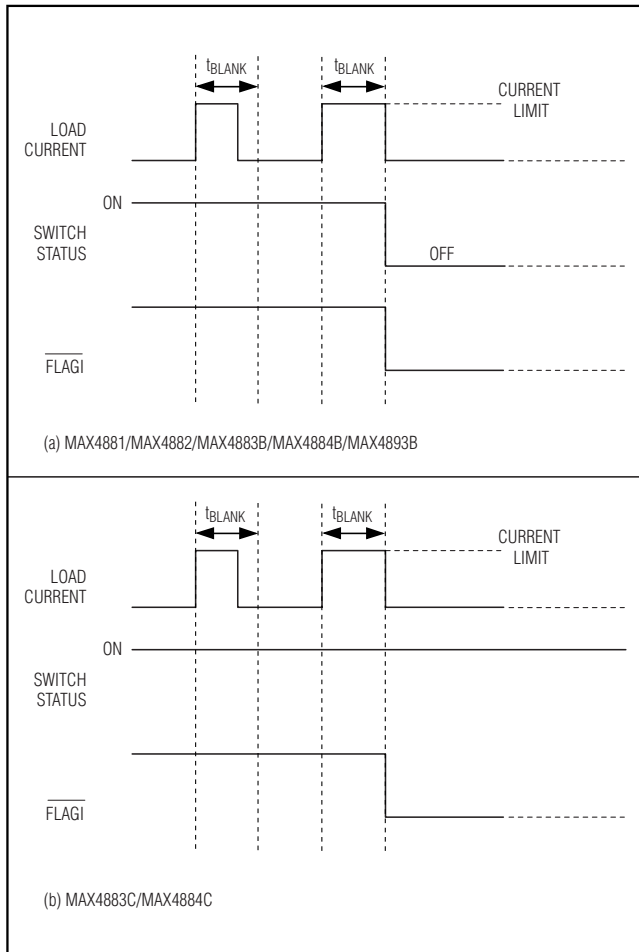 tBLANK tBLANK
CURRENT
LIMIT
LOAD
CURRENT
ON
SWITCH
STATUS
OFF
FLAGI
(a) MAX4881/MAX4882/MAX4883B/MAX4884B/MAX4893B
tBLANK tBLANK
CURRENT
LIMIT
LOAD
CURRENT
ON
SWITCH
STATUS
FLAGI
(b) MAX4883C/MAX4884C